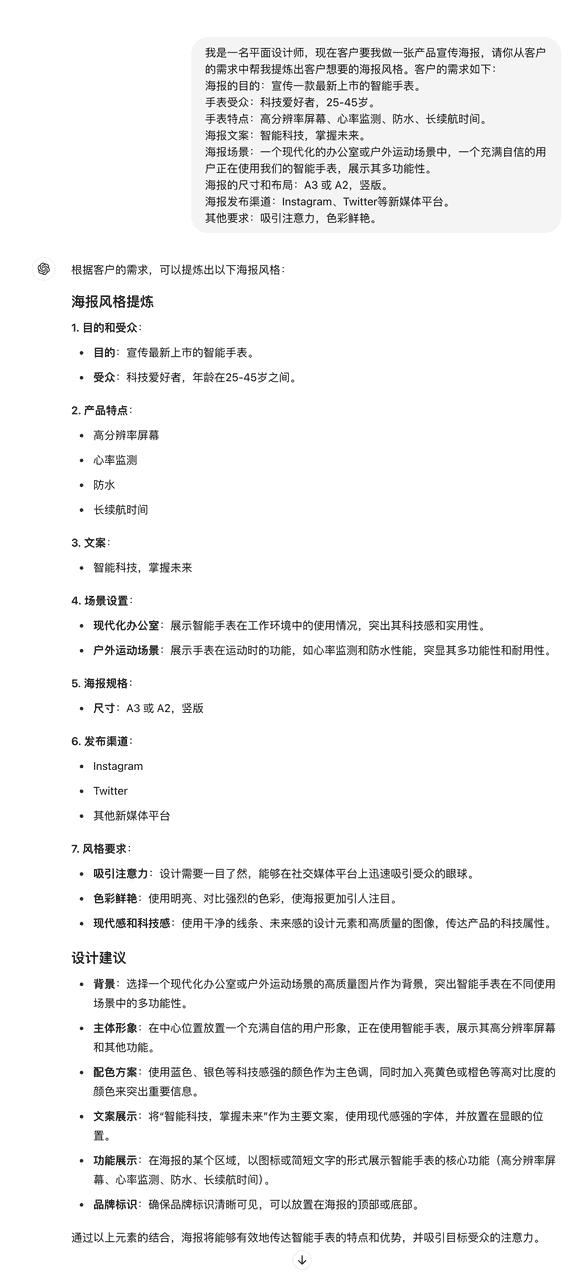 我是一名平面设计师，现在客户要我做一张产品宣传海报，请你从客户
的需求中帮我提炼出客户想要的海报风格。客户的需求如下：
海报的目的：宣传一款最新上市的智能手表。
手表受众：科技爱好者，25-45岁。
手表特点：高分辨率屏幕、心率监测、防水、长续航时间。
海报文案：智能科技，掌握未来。
海报场景：一个现代化的办公室或户外运动场景中，一个充满自信的用
户正在使用我们的智能手表，展示其多功能性。
海报的尺寸和布局：A3 或 A2，竖版。
海报发布渠道：Instagram、Twitter等新媒体平台。
其他要求：吸引注意力，色彩鲜艳。
根据客户的需求，可以提炼出以下海报风格：
海报风格提炼
1. 目的和受众：
• 目的：宣传最新上市的智能手表。
• 受众：科技爱好者，年龄在25-45岁之间。
2. 产品特点：
• 高分辨率屏幕
• 心率监测
• 防水
• 长续航时间
3. 文案：
• 智能科技，掌握未来
4. 场景设置：
• 现代化办公室：展示智能手表在工作环境中的使用情况，突出其科技感和实用性。
• 户外运动场景：展示手表在运动时的功能，如心率监测和防水性能，突显其多功能性和耐用性。
5. 海报规格：
• 尺寸：A3 或 A2，竖版
6. 发布渠道：
• Instagram
• Twitter
• 其他新媒体平台
7. 风格要求：
• 吸引注意力：设计需要一目了然，能够在社交媒体平台上迅速吸引受众的眼球。
• 色彩鲜艳：使用明亮、对比强烈的色彩，使海报更加引人注目。
• 现代感和科技感：使用干净的线条、未来感的设计元素和高质量的图像，传达产品的科技属性。
设计建议
• 背景：选择一个现代化办公室或户外运动场景的高质量图片作为背景，突出智能手表在不同使用
场景中的多功能性。
• 主体形象：在中心位置放置一个充满自信的用户形象，正在使用智能手表，展示其高分辨率屏幕
和其他功能。
• 配色方案：使用蓝色、银色等科技感强的颜色作为主色调，同时加入亮黄色或橙色等高对比度的
颜色来突出重要信息。
• 文案展示：将“智能科技，掌握未来”作为主要文案，使用现代感强的字体，并放置在显眼的位
置。
• 功能展示：在海报的某个区域，以图标或简短文字的形式展示智能手表的核心功能（高分辨率屏
幕、心率监测、防水、长续航时间）。
• 品牌标识：确保品牌标识清晰可见，可以放置在海报的顶部或底部。
通过以上元素的结合，海报将能够有效地传达智能手表的特点和优势，并吸引目标受众的注意力。